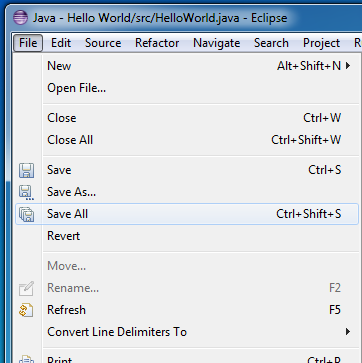 Java - Hello World/src/HelloWorld.java - Eclipse
File Edit Source Refactor Navigate Search Project
New Alt+Shift+N
Open File...
Close Ctrl+W
Close All Ctrl+Shift+W
Save Ctrl+S
Save As...
Save All Ctrl+Shift+S
Revert
Move...
Rename... F2
Refresh F5
Convert Line Delimiters To
Print... Ctrl+P